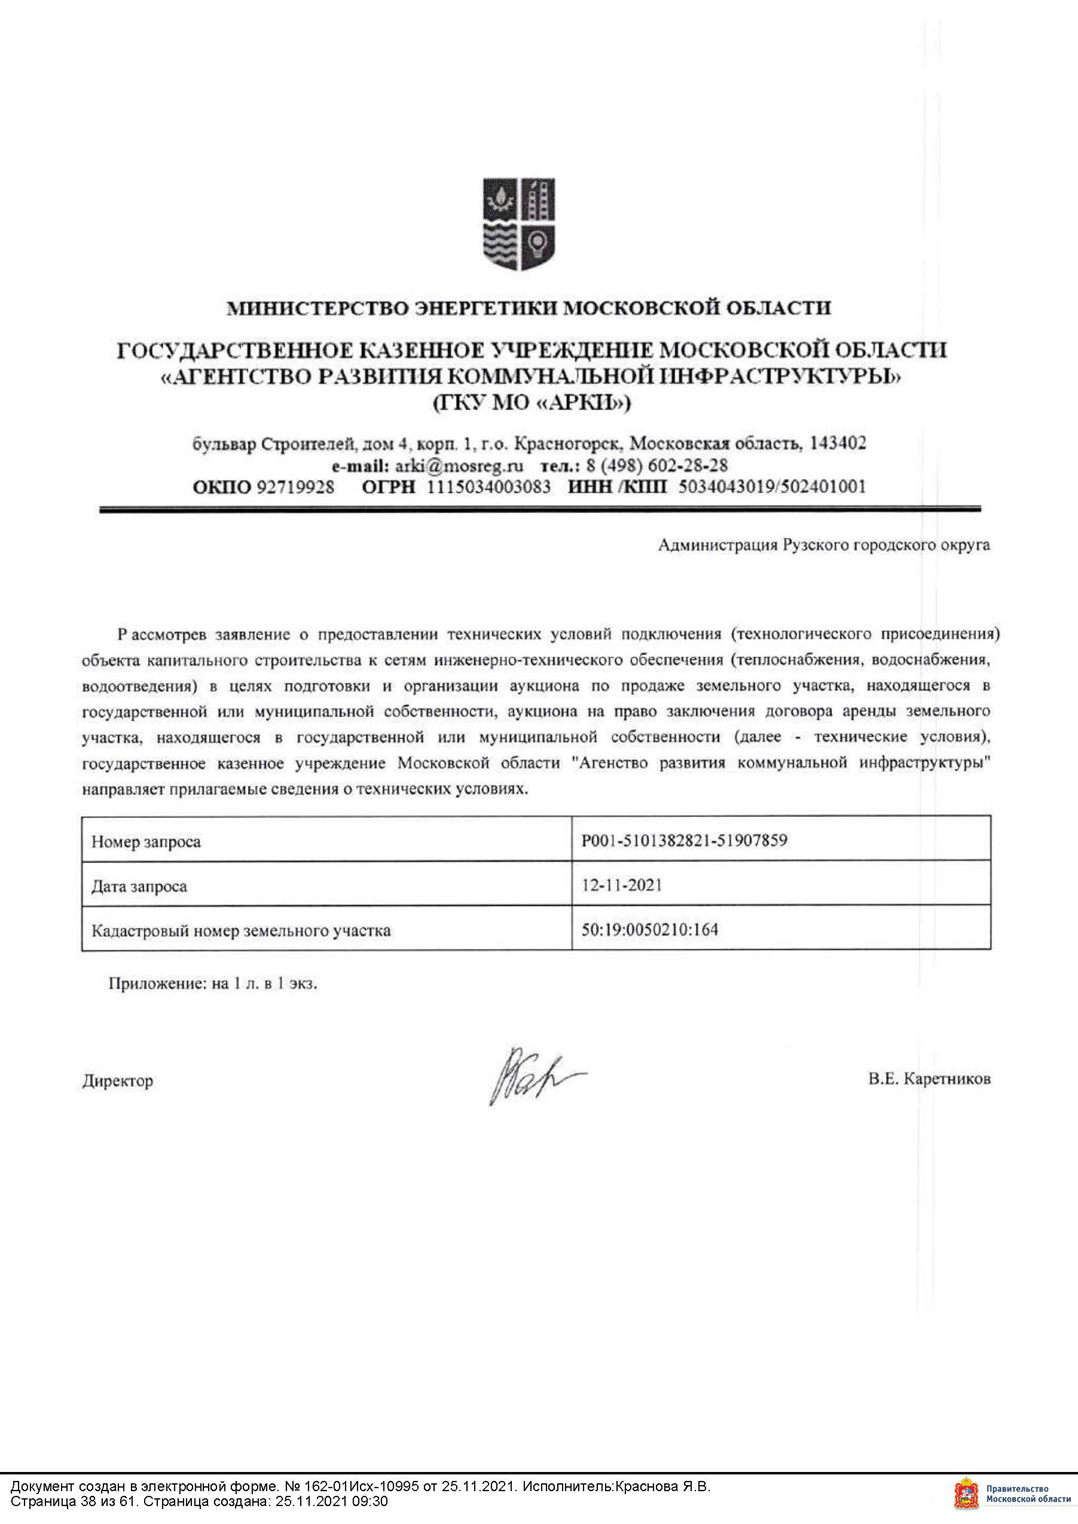 МИНИСТЕРСТВО ЭНЕРГЕТИКИ МОСКОВСКОЙ ОБЛАСТИ
ГОСУДАРСТВЕННОЕ КАЗЕННОЕ УЧРЕЖДЕНИЕ МОСКОВСКОЙ ОБЛАСТИ
«АГЕНТСТВО РАЗВИТИЯ КОММУНАЛЬНОЙ ИНФРАСТРУКТУРЫ»
(ГКУ МО «АРКИ»)
бульвар Строителей, дом 4, корп. 1, г.о. Красногорск, Московская область, 143402
e-mail: arki@mosreg.ru тел.: 8 (498) 602-28-28
ОКПО 92719928 ОГРН 1115034003083 ИНН /КПП 5034043019/502401001
Администрация Рузского городского округа
Р ассмотрев заявление о предоставлении технических условий подключения (технологического присоединения)
объекта капитального строительства к сетям инженерно-технического обеспечения (теплоснабжения, водоснабжения,
водоотведения) в целях подготовки и организации аукциона по продаже земельного участка, находящегося в
государственной или муниципальной собственности, аукциона на право заключения договора аренды земельного
участка, находящегося в государственной или муниципальной собственности (далее - технические условия),
государственное казенное учреждение Московской области "Агенство развития коммунальной инфраструктуры"
направляет прилагаемые сведения о технических условиях.
Номер запроса P001-5101382821-51907859
Дата запроса 12-11-2021
Кадастровый номер земельного участка 50:19:0050210:164
Приложение: на 1 л. в 1 экз.
Директор В.Е. Каретников
Документ создан в электронной форме. № 162-01Исх-10995 от 25.11.2021. Исполнитель:Краснова Я.В.
Страница 38 из 61. Страница создана: 25.11.2021 09:30
Правительство
Московской области